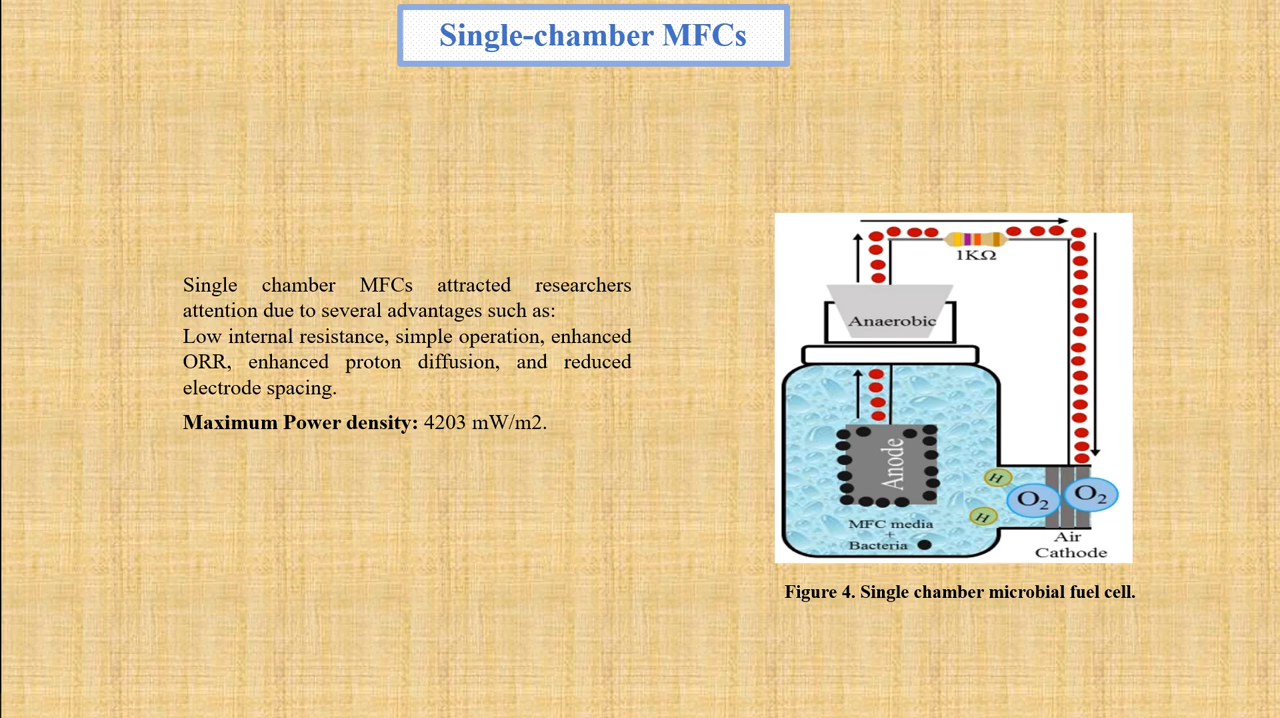 Single-chamber MFCs
Single chamber MFCs attracted researchers
attention due to several advantages such as:
Low internal resistance, simple operation, enhanced
ORR, enhanced proton diffusion, and reduced
electrode spacing.
Maximum Power density: 4203 mW/m2.
1KΩ
Anaerobic
Anode
H
H
O2
O2
MFC media
+
Bacteria
Air
Cathode
Figure 4. Single chamber microbial fuel cell.